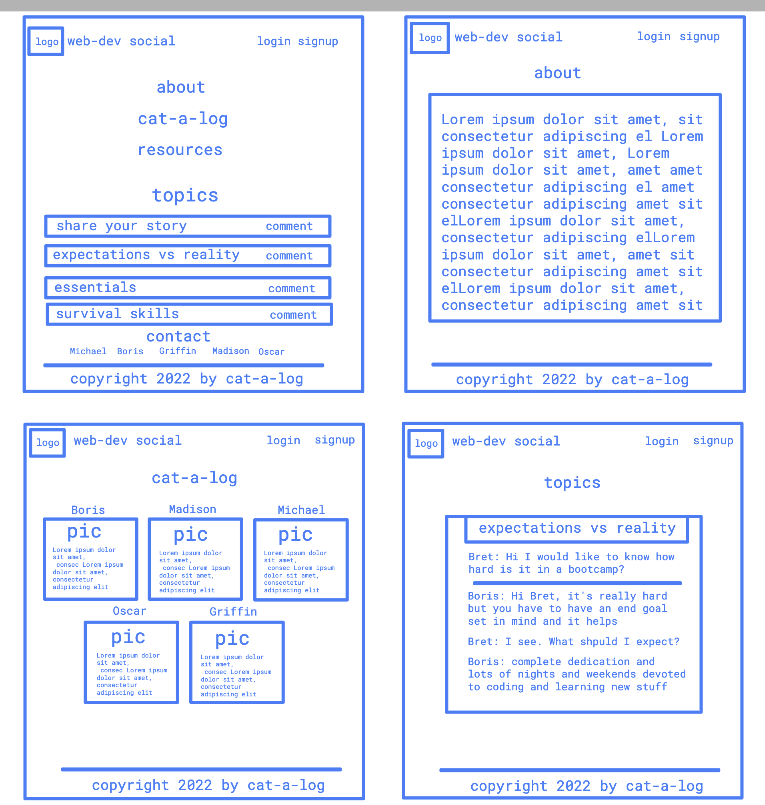 logo web-dev social login signup
about
cat-a-log
resources
topics
share your story comment
expectations vs reality comment
essentials comment
survival skills comment
contact
Michael Boris Griffin Madison Oscar
copyright 2022 by cat-a-log
logo web-dev social login signup
about
Lorem ipsum dolor sit amet, sit
consectetur adipiscing el Lorem
ipsum dolor sit amet, Lorem
ipsum dolor sit amet, amet amet
consectetur adipiscing el amet
consectetur adipiscing amet sit
elLorem ipsum dolor sit amet,
consectetur adipiscing elLorem
ipsum dolor sit amet, amet sit
consectetur adipiscing amet sit
elLorem ipsum dolor sit amet,
consectetur adipiscing amet sit
copyright 2022 by cat-a-log
logo web-dev social login signup
cat-a-log
Boris
pic
Lorem ipsum dolor
sit amet,
consec Lorem ipsum
dolor sit amet,
consectetur
adipiscing elit
Madison
pic
Lorem ipsum dolor
sit amet,
consec Lorem ipsum
dolor sit amet,
consectetur
adipiscing elit
Michael
pic
Lorem ipsum dolor
sit amet,
consec Lorem ipsum
dolor sit amet,
consectetur
adipiscing elit
Oscar
pic
Lorem ipsum dolor
sit amet,
consec Lorem ipsum
dolor sit amet,
consectetur
adipiscing elit
Griffin
pic
Lorem ipsum dolor
sit amet,
consec Lorem ipsum
dolor sit amet,
consectetur
adipiscing elit
copyright 2022 by cat-a-log
logo web-dev social login signup
topics
expectations vs reality
Bret: Hi I would like to know how
hard is it in a bootcamp?
Boris: Hi Bret, it's really hard
but you have to have an end goal
set in mind and it helps
Bret: I see. What shpuld I expect?
Boris: complete dedication and
lots of nights and weekends devoted
to coding and learning new stuff
copyright 2022 by cat-a-log